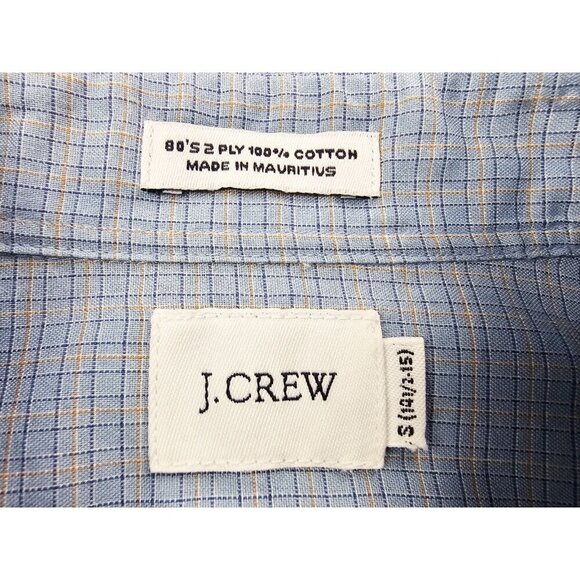 80'S 2 PLY 100% COTTON
MADE IN MAURITIUS
J.CREW
S (14 1/2-15)